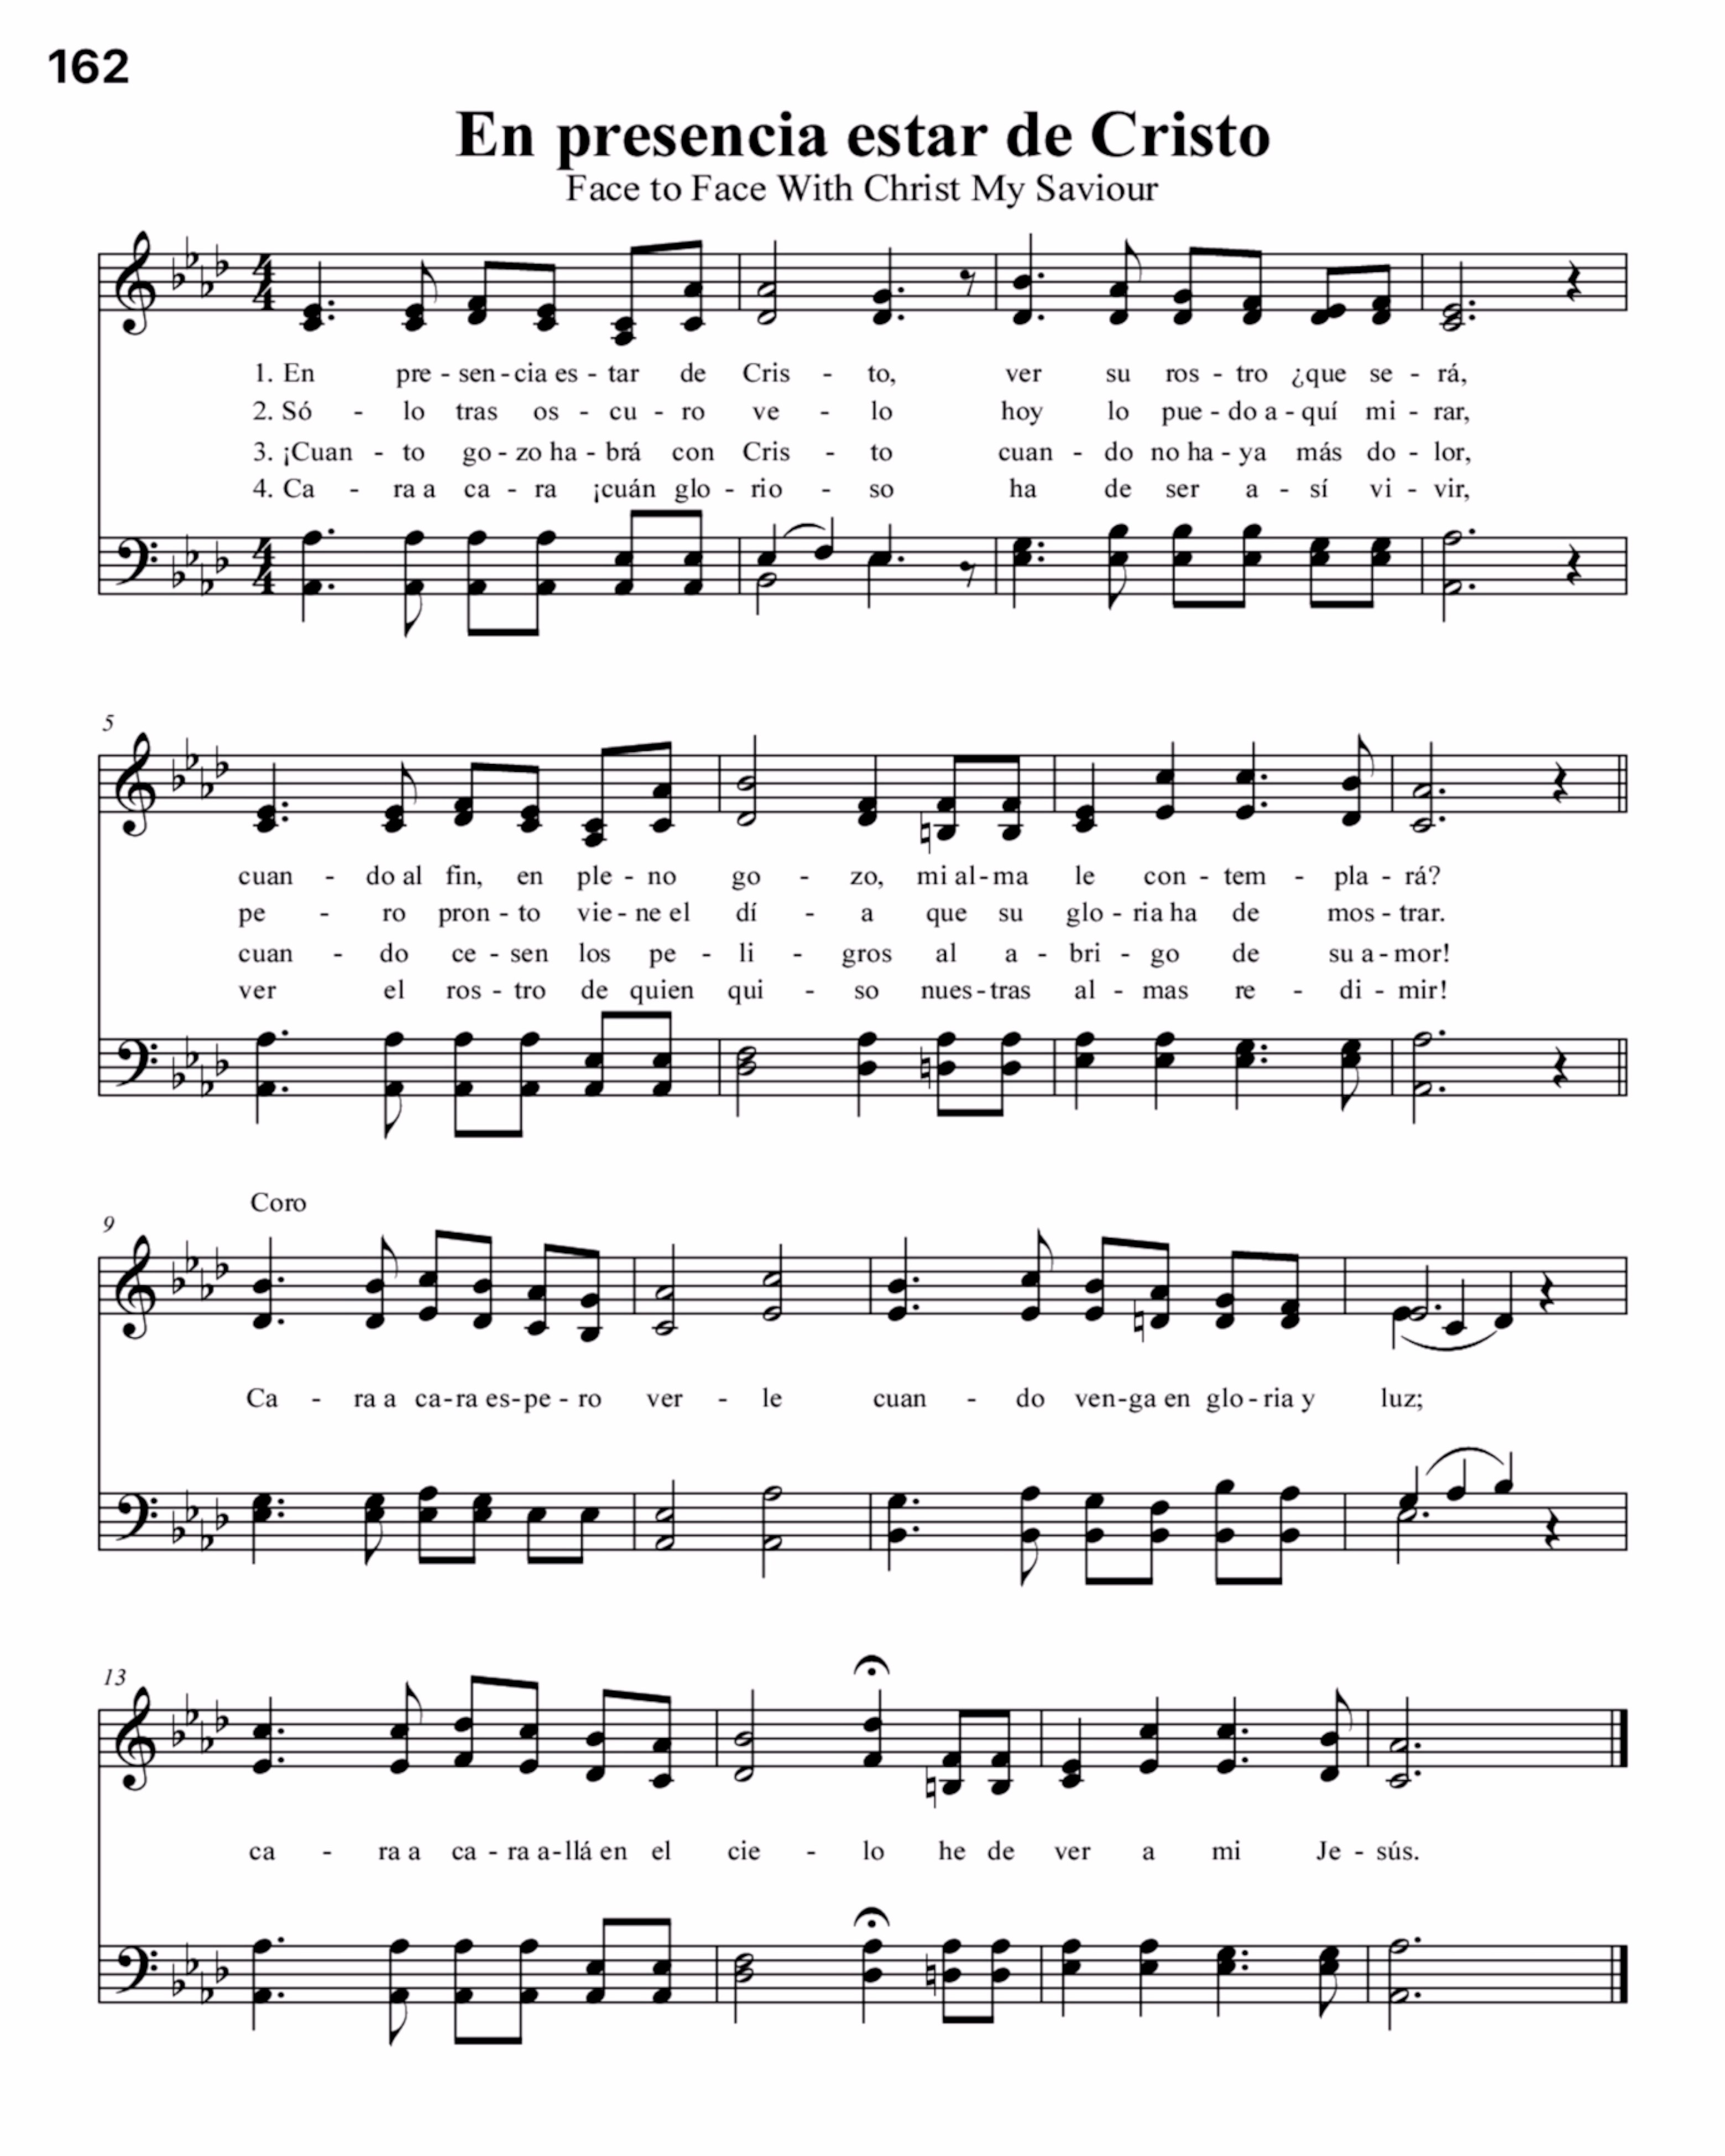 162
En presencia estar de Cristo
Face to Face With Christ My Saviour
1. En pre - sen - cia es - tar de Cris - to, ver su ros - tro ¿que se - rá,
2. Só - lo tras os - cu - ro ve - lo hoy lo pue - do a - quí mi - rar,
3. ¡Cuan - to go - zo ha - brá con Cris - to cuan - do no ha - ya más do - lor,
4. Ca - ra a ca - ra ¡cuán glo - rio - so ha de ser a - sí vi - vir,
5
cuan - do al fin, en ple - no go - zo, mi al - ma le con - tem - pla - rá?
pe - ro pron - to vie - ne el dí - a que su glo - ria ha de mos - trar.
cuan - do ce - sen los pe - li - gros al a - bri - go de su a - mor!
ver el ros - tro de quien qui - so nues - tras al - mas re - di - mir!
Coro
9
Ca - ra a ca - ra es - pe - ro ver - le cuan - do ven - ga en glo - ria y luz;
13
ca - ra a ca - ra a - llá en el cie - lo he de ver a mi Je - sús.